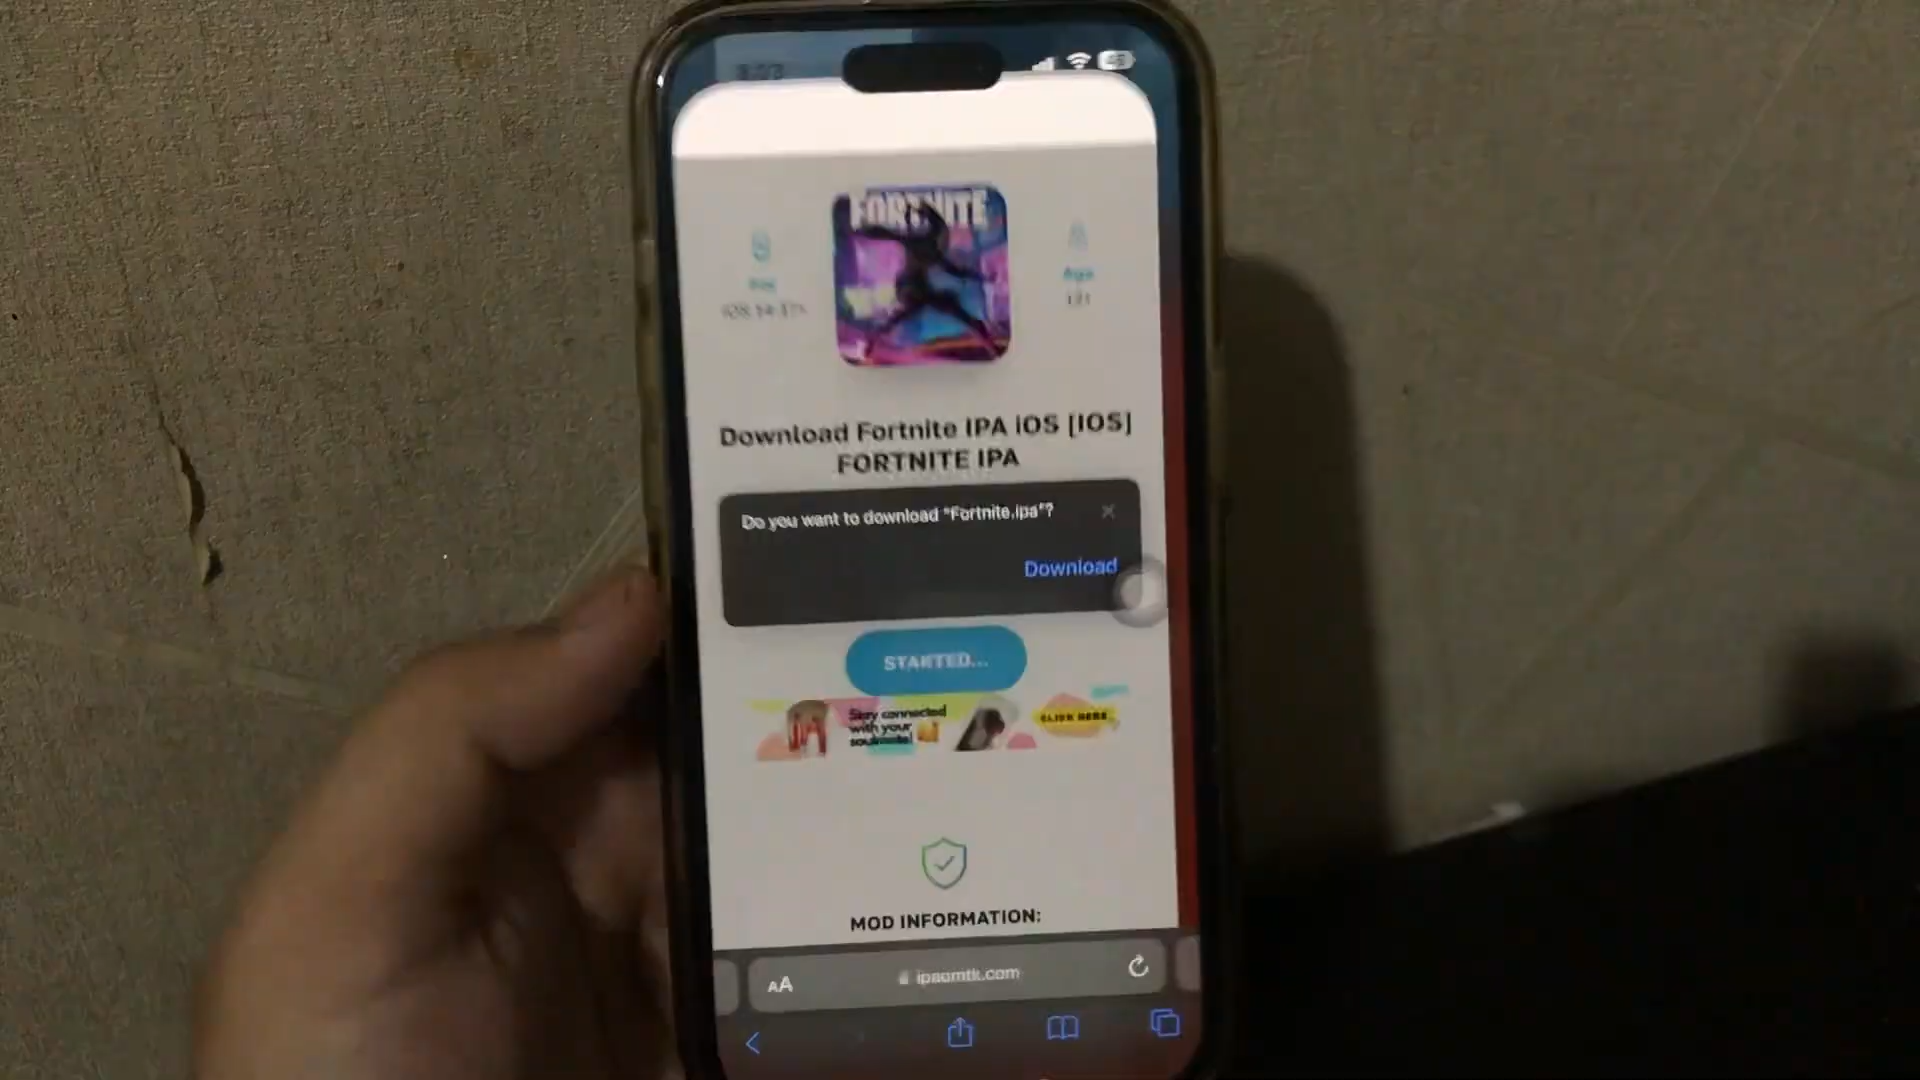 FORTNITE
Download Fortnite IPA iOS [IOS]
FORTNITE IPA
Do you want to download "Fortnite.ipa"?
Download
STARTED...
Stay connected
with your
soulmate!
CLICK HERE
MOD INFORMATION:
AA
ipaomtk.com